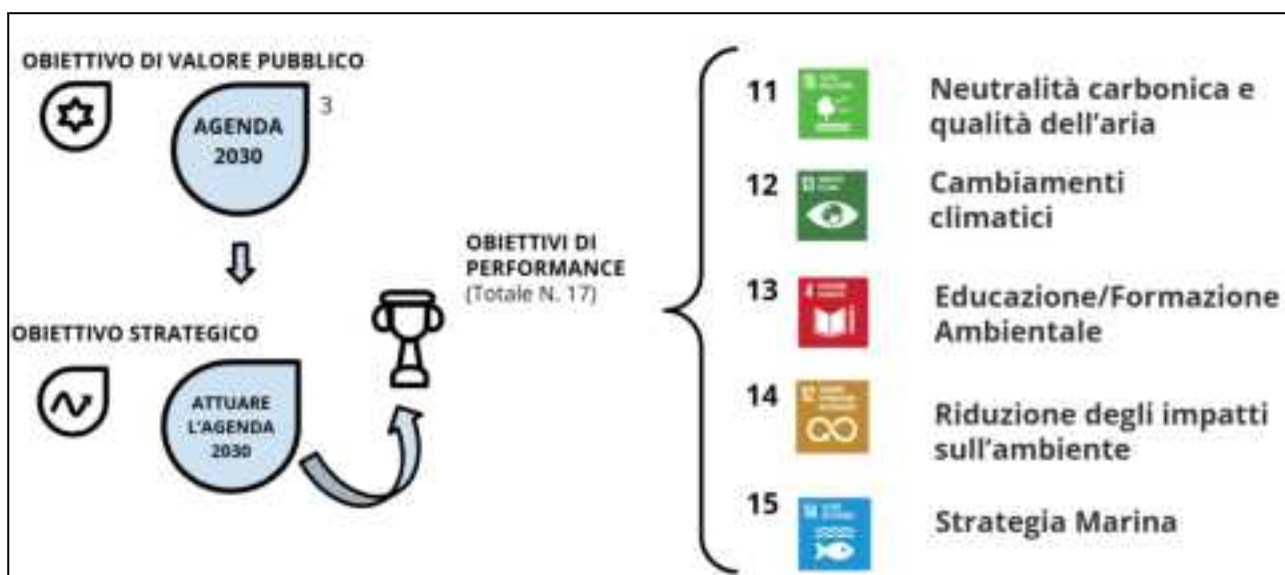 OBIETTIVO DI VALORE PUBBLICO
3
AGENDA
2030
OBIETTIVO STRATEGICO
ATTUARE
L'AGENDA
2030
OBIETTIVI DI
PERFORMANCE
(Totale N. 17)
11
Neutralità carbonica e
qualità dell'aria
12
Cambiamenti
climatici
13
Educazione/Formazione
Ambientale
14
Riduzione degli impatti
sull'ambiente
15
Strategia Marina